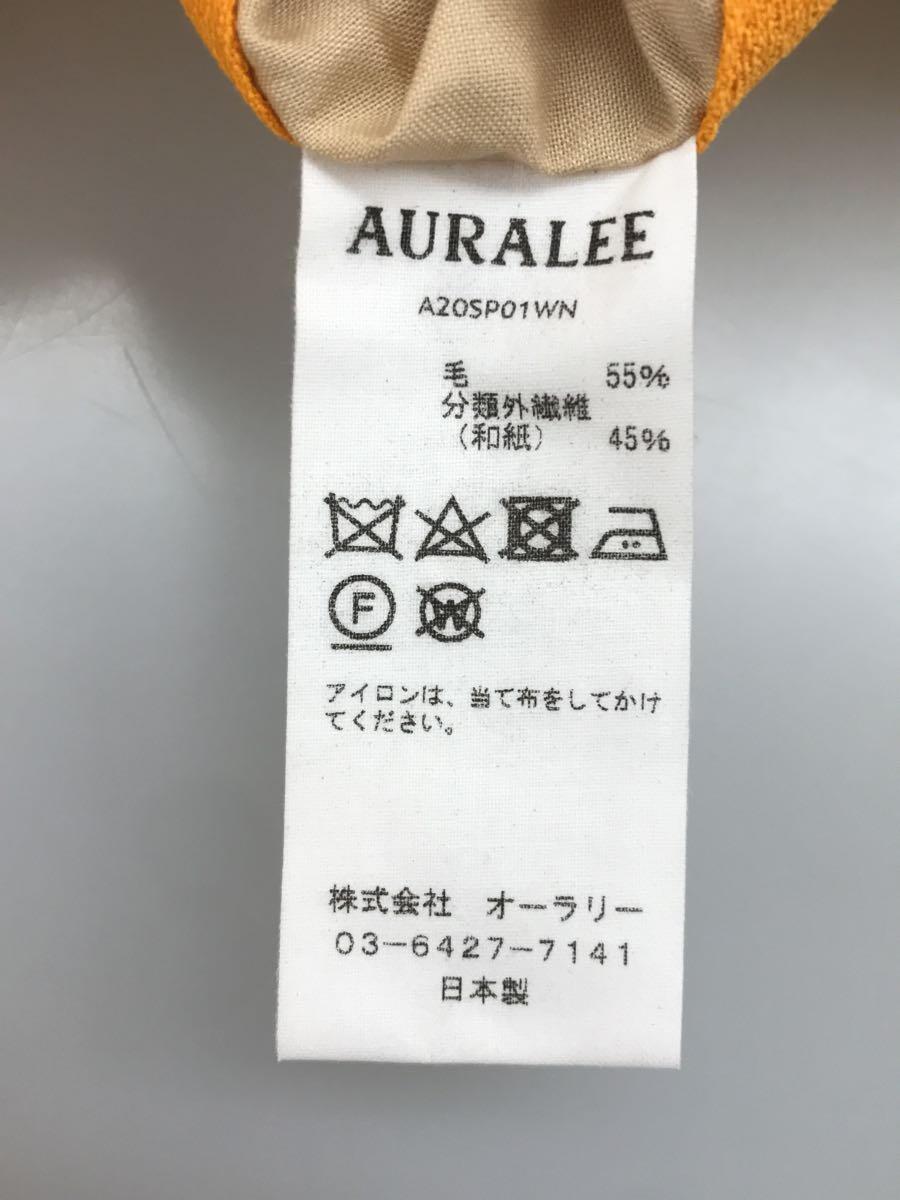 AURALEE
A20SP01WN
毛 55%
分類外繊維
（和紙） 45%
F W
アイロンは、当て布をしてかけ
てください。
株式会社 オーラリー
03-6427-7141
日本製